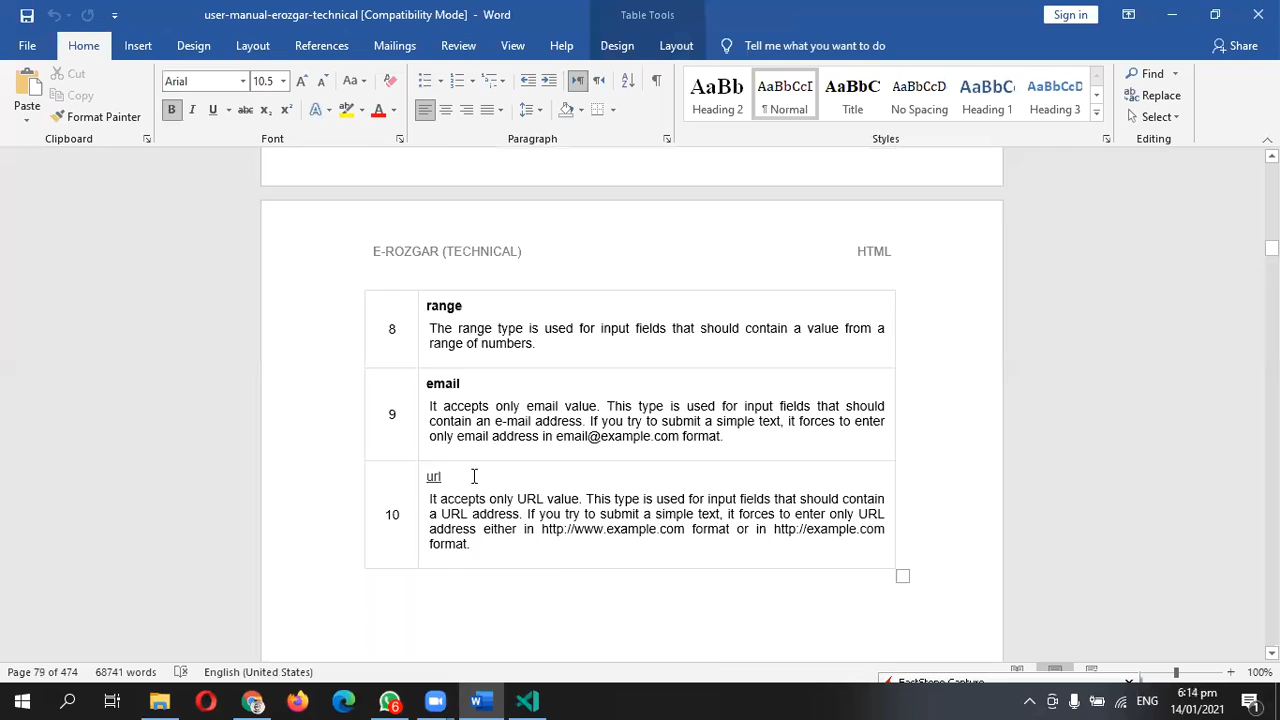 user-manual-erozgar-technical [Compatibility Mode] - Word
Table Tools
Sign in
File Home Insert Design Layout References Mailings Review View Help Design Layout Tell me what you want to do Share
Paste
Cut
Copy
Format Painter
Clipboard
Arial 10.5
Font
Paragraph
AaBb AaBbCcI AaBbC AaBbCcD AaBbC AaBbCcD
Heading 2 ¶ Normal Title No Spacing Heading 1 Heading 3
Styles
Find
Replace
Select
Editing
E-ROZGAR (TECHNICAL) HTML
8
range
The range type is used for input fields that should contain a value from a
range of numbers.
9
email
It accepts only email value. This type is used for input fields that should
contain an e-mail address. If you try to submit a simple text, it forces to enter
only email address in email@example.com format.
10
url
It accepts only URL value. This type is used for input fields that should contain
a URL address. If you try to submit a simple text, it forces to enter only URL
address either in http://www.example.com format or in http://example.com
format.
Page 79 of 474 68741 words English (United States) 100%
FastStone Capture
6
ENG
6:14 pm
14/01/2021
1